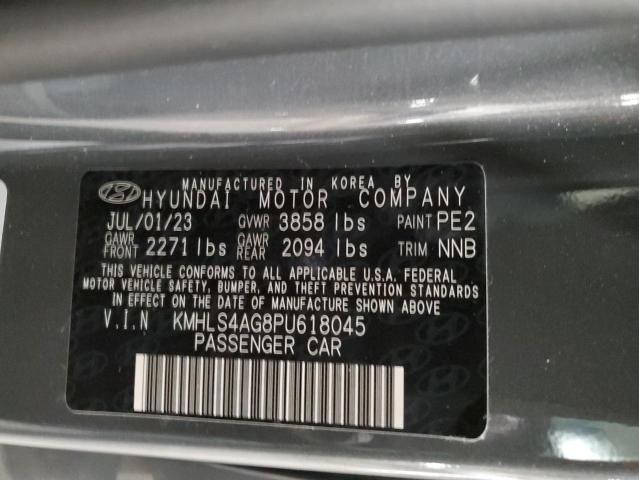 MANUFACTURED IN KOREA BY
HYUNDAI MOTOR COMPANY
JUL/01/23 GVWR 3858 lbs PAINT PE2
GAWR FRONT 2271 lbs GAWR REAR 2094 lbs TRIM NNB
THIS VEHICLE CONFORMS TO ALL APPLICABLE U.S.A. FEDERAL
MOTOR VEHICLE SAFETY, BUMPER, AND THEFT PREVENTION
STANDARDS IN EFFECT ON THE DATE OF MANUFACTURE SHOWN ABOVE
V.I.N KMHLS4AG8PU618045
PASSENGER CAR